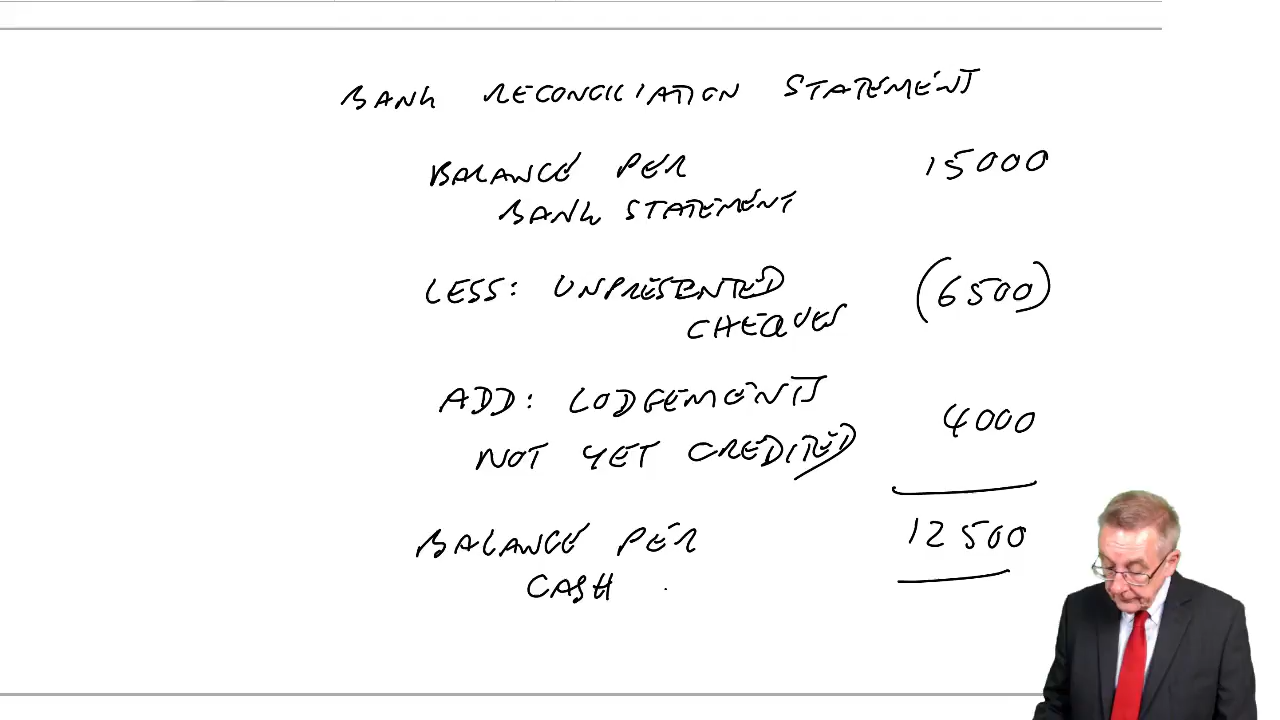 BANK RECONCILIATION STATEMENT
BALANCE PER 15000
BANK STATEMENT
LESS: UNPRESENTED (6500)
CHEQUES
ADD: LODGEMENTS
NOT YET CREDITED 4000
BALANCE PER 12500
CASH